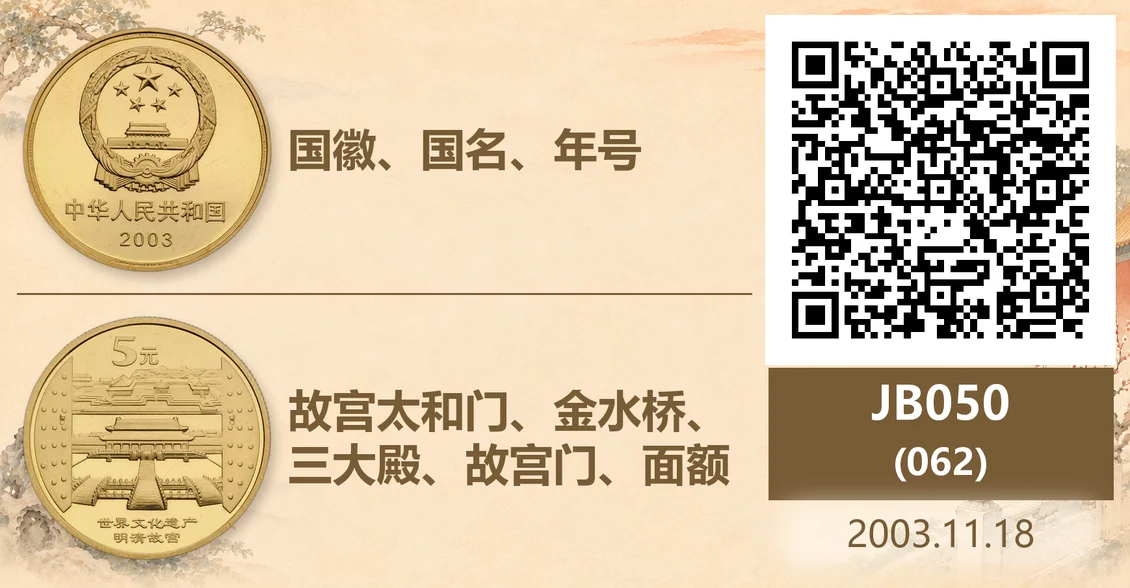 中华人民共和国
2003
国徽、国名、年号
5元
世界文化遗产
明清故宫
故宫太和门、金水桥、
三大殿、故宫门、面额
JB050
(062)
2003.11.18